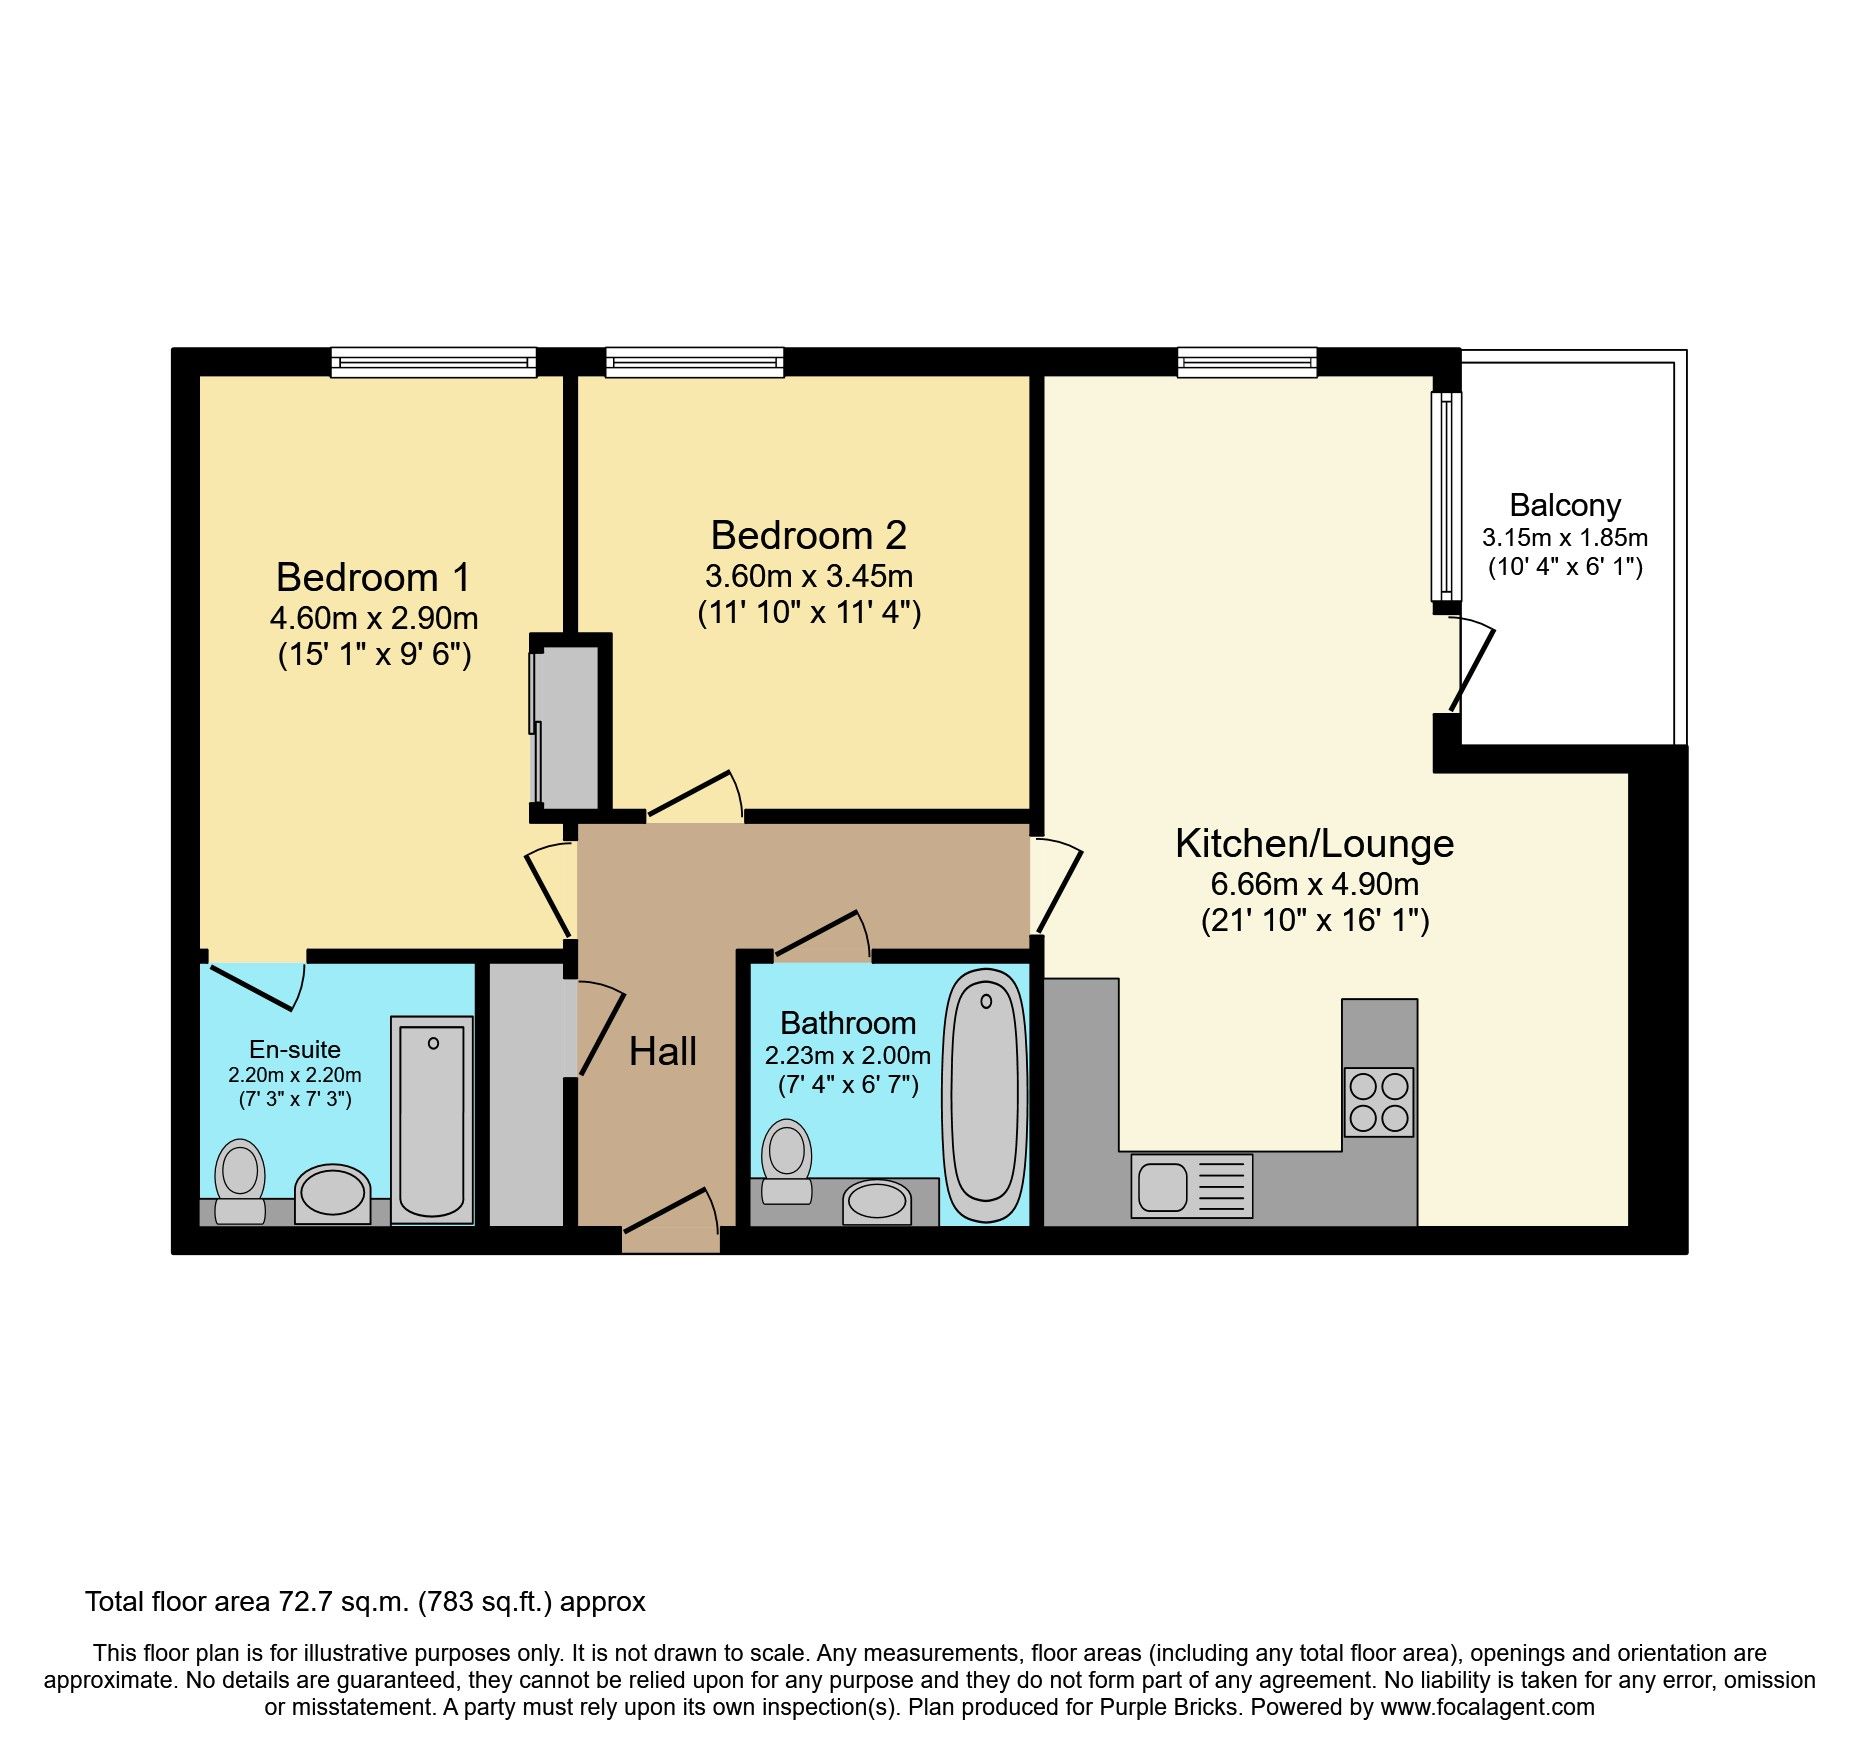 Bedroom 1
4.60m x 2.90m
(15' 1" x 9' 6")
Bedroom 2
3.60m x 3.45m
(11' 10" x 11' 4")
Balcony
3.15m x 1.85m
(10' 4" x 6' 1")
Kitchen/Lounge
6.66m x 4.90m
(21' 10" x 16' 1")
En-suite
2.20m x 2.20m
(7' 3" x 7' 3")
Hall
Bathroom
2.23m x 2.00m
(7' 4" x 6' 7")
Total floor area 72.7 sq.m. (783 sq.ft.) approx
This floor plan is for illustrative purposes only. It is not drawn to scale. Any measurements, floor areas (including any total floor area), openings and orientation are
approximate. No details are guaranteed, they cannot be relied upon for any purpose and they do not form part of any agreement. No liability is taken for any error, omission
or misstatement. A party must rely upon its own inspection(s). Plan produced for Purple Bricks. Powered by www.focalagent.com